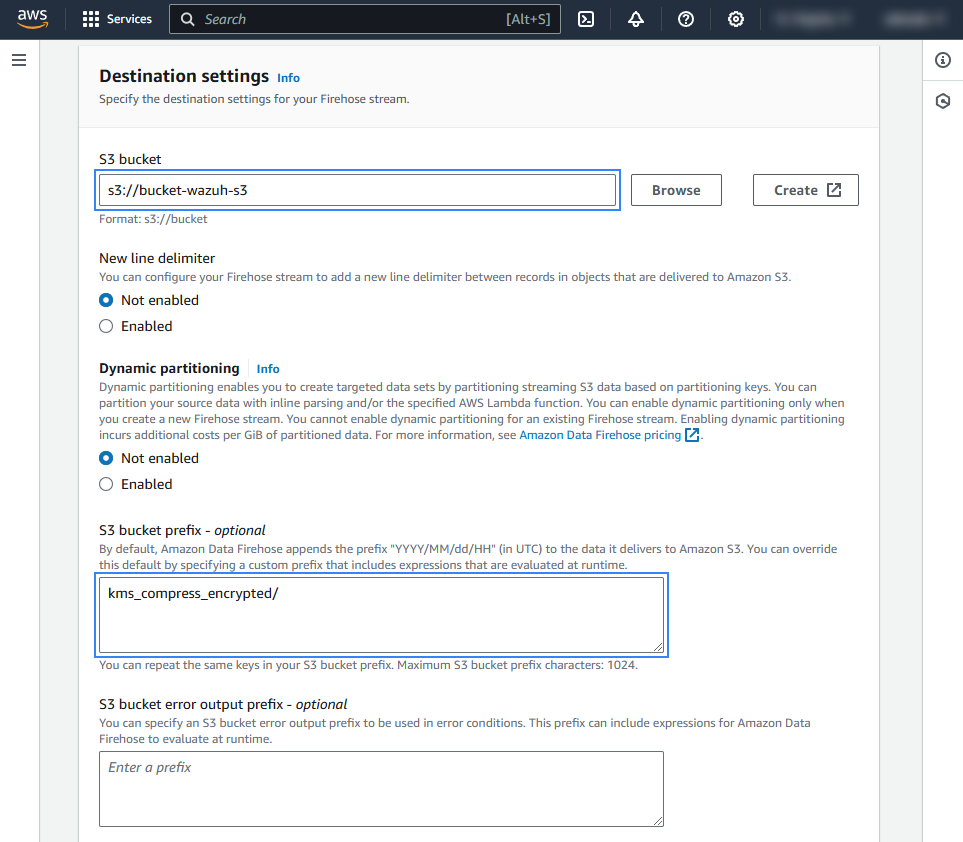 aws Services Search [Alt+S]
Destination settings Info
Specify the destination settings for your Firehose stream.
S3 bucket
s3://bucket-wazuh-s3 Browse Create
Format: s3://bucket
New line delimiter
You can configure your Firehose stream to add a new line delimiter between records in objects that are delivered to Amazon S3.
Not enabled
Enabled
Dynamic partitioning Info
Dynamic partitioning enables you to create targeted data sets by partitioning streaming S3 data based on partitioning keys. You can
partition your source data with inline parsing and/or the specified AWS Lambda function. You can enable dynamic partitioning only when
you create a new Firehose stream. You cannot enable dynamic partitioning for an existing Firehose stream. Enabling dynamic partitioning
incurs additional costs per GiB of partitioned data. For more information, see Amazon Data Firehose pricing.
Not enabled
Enabled
S3 bucket prefix - optional
By default, Amazon Data Firehose appends the prefix "YYYY/MM/dd/HH" (in UTC) to the data it delivers to Amazon S3. You can override
this default by specifying a custom prefix that includes expressions that are evaluated at runtime.
kms_compress_encrypted/
You can repeat the same keys in your S3 bucket prefix. Maximum S3 bucket prefix characters: 1024.
S3 bucket error output prefix - optional
You can specify an S3 bucket error output prefix to be used in error conditions. This prefix can include expressions for Amazon Data
Firehose to evaluate at runtime.
Enter a prefix